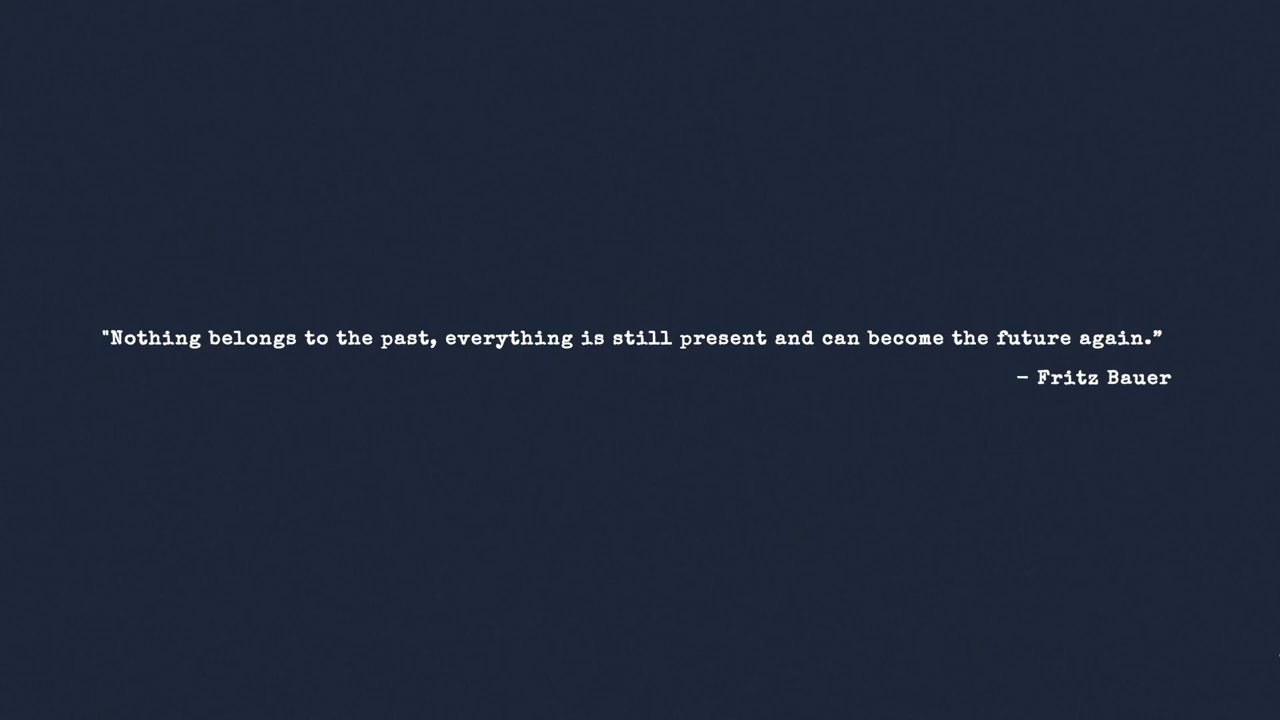 "Nothing belongs to the past, everything is still present and can become the future again.”
– Fritz Bauer